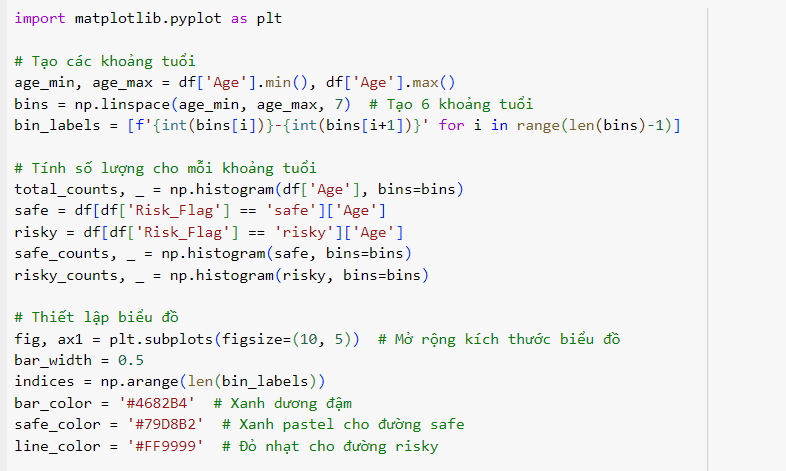 import matplotlib.pyplot as plt
# Tạo các khoảng tuổi
age_min, age_max = df['Age'].min(), df['Age'].max()
bins = np.linspace(age_min, age_max, 7)  # Tạo 6 khoảng tuổi
bin_labels = [f'{int(bins[i])}-{int(bins[i+1])}' for i in range(len(bins)-1)]
# Tính số lượng cho mỗi khoảng tuổi
total_counts, _ = np.histogram(df['Age'], bins=bins)
safe = df[df['Risk_Flag'] == 'safe']['Age']
risky = df[df['Risk_Flag'] == 'risky']['Age']
safe_counts, _ = np.histogram(safe, bins=bins)
risky_counts, _ = np.histogram(risky, bins=bins)
# Thiết lập biểu đồ
fig, ax1 = plt.subplots(figsize=(10, 5))  # Mở rộng kích thước biểu đồ
bar_width = 0.5
indices = np.arange(len(bin_labels))
bar_color = '#4682B4'  # Xanh dương đậm
safe_color = '#79D8B2'  # Xanh pastel cho đường safe
line_color = '#FF9999'  # Đỏ nhạt cho đường risky